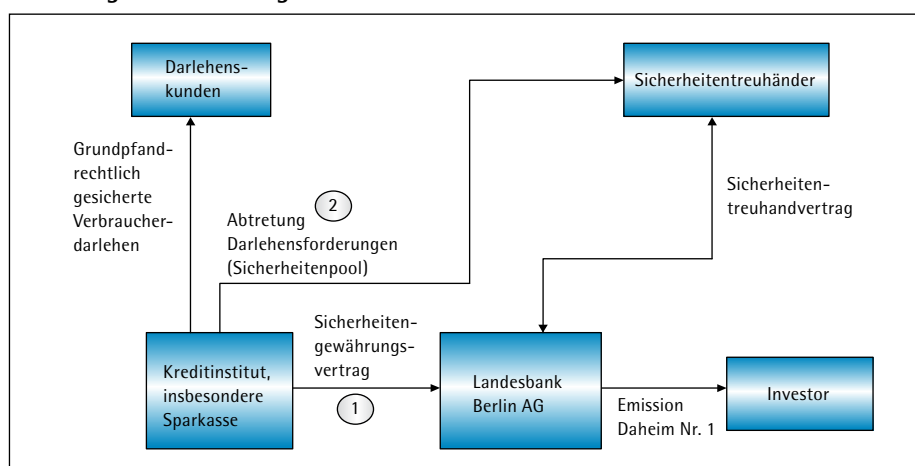 Darlehens-
kunden
Sicherheitentreuhänder
Grundpfand-
rechtlich
gesicherte
Verbraucher-
darlehen
2
Abtretung
Darlehensforderungen
(Sicherheitenpool)
Sicherheiten-
treuhandvertrag
Kreditinstitut,
insbesondere
Sparkasse
Sicherheiten-
gewährungs-
vertrag
1
Landesbank
Berlin AG
Emission
Daheim Nr. 1
Investor